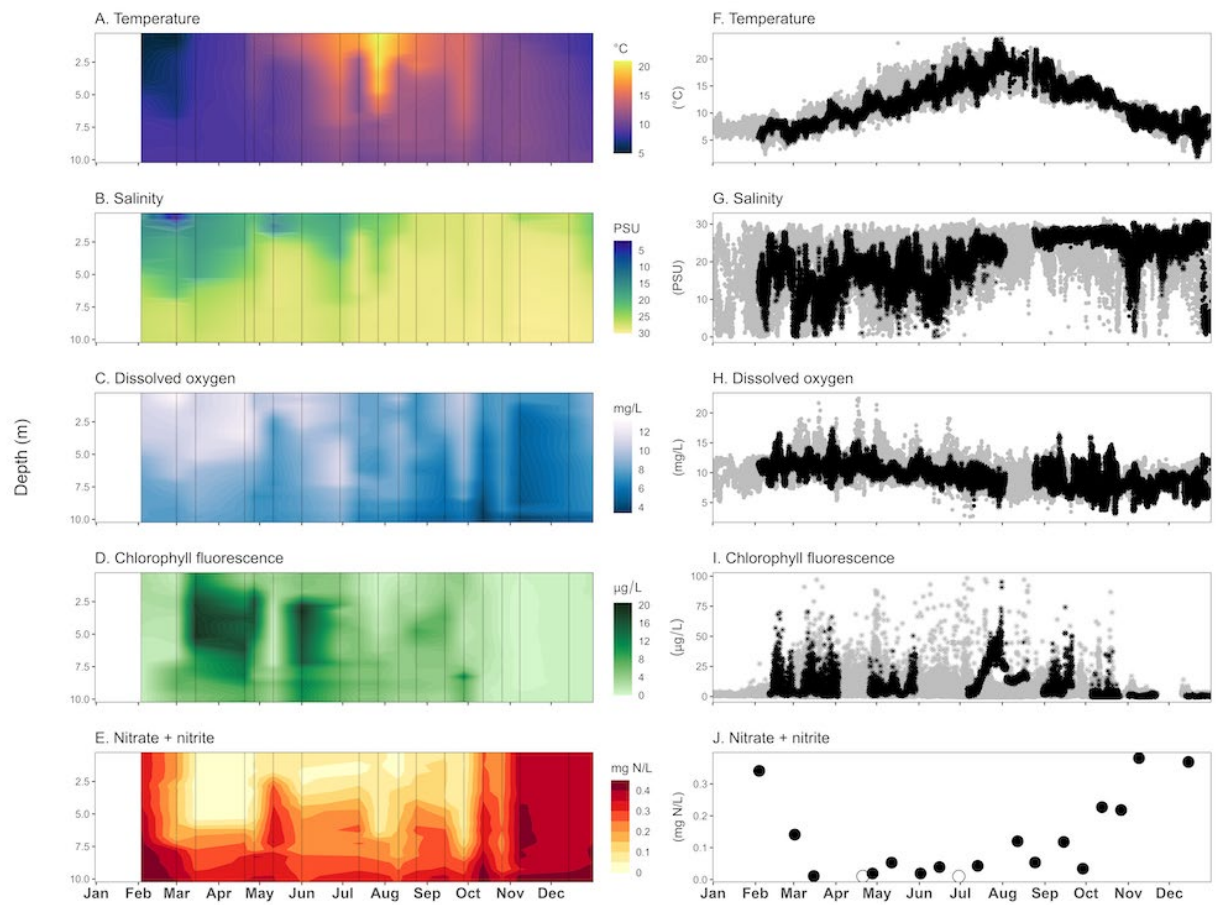 A. Temperature
2.5
5.0
7.5
10.0
°C
20
15
10
5
B. Salinity
2.5
5.0
7.5
10.0
PSU
5
10
15
20
25
30
C. Dissolved oxygen
2.5
5.0
7.5
10.0
mg/L
12
10
8
6
4
D. Chlorophyll fluorescence
2.5
5.0
7.5
10.0
µg/L
20
16
12
8
4
0
E. Nitrate + nitrite
2.5
5.0
7.5
10.0
mg N/L
0.4
0.3
0.2
0.1
0
Jan Feb Mar Apr May Jun Jul Aug Sep Oct Nov Dec
Depth (m)
F. Temperature
20
15
10
5
(°C)
G. Salinity
30
20
10
0
(PSU)
H. Dissolved oxygen
20
15
10
5
(mg/L)
I. Chlorophyll fluorescence
100
75
50
25
0
(µg/L)
J. Nitrate + nitrite
0.3
0.2
0.1
0.0
(mg N/L)
Jan Feb Mar Apr May Jun Jul Aug Sep Oct Nov Dec